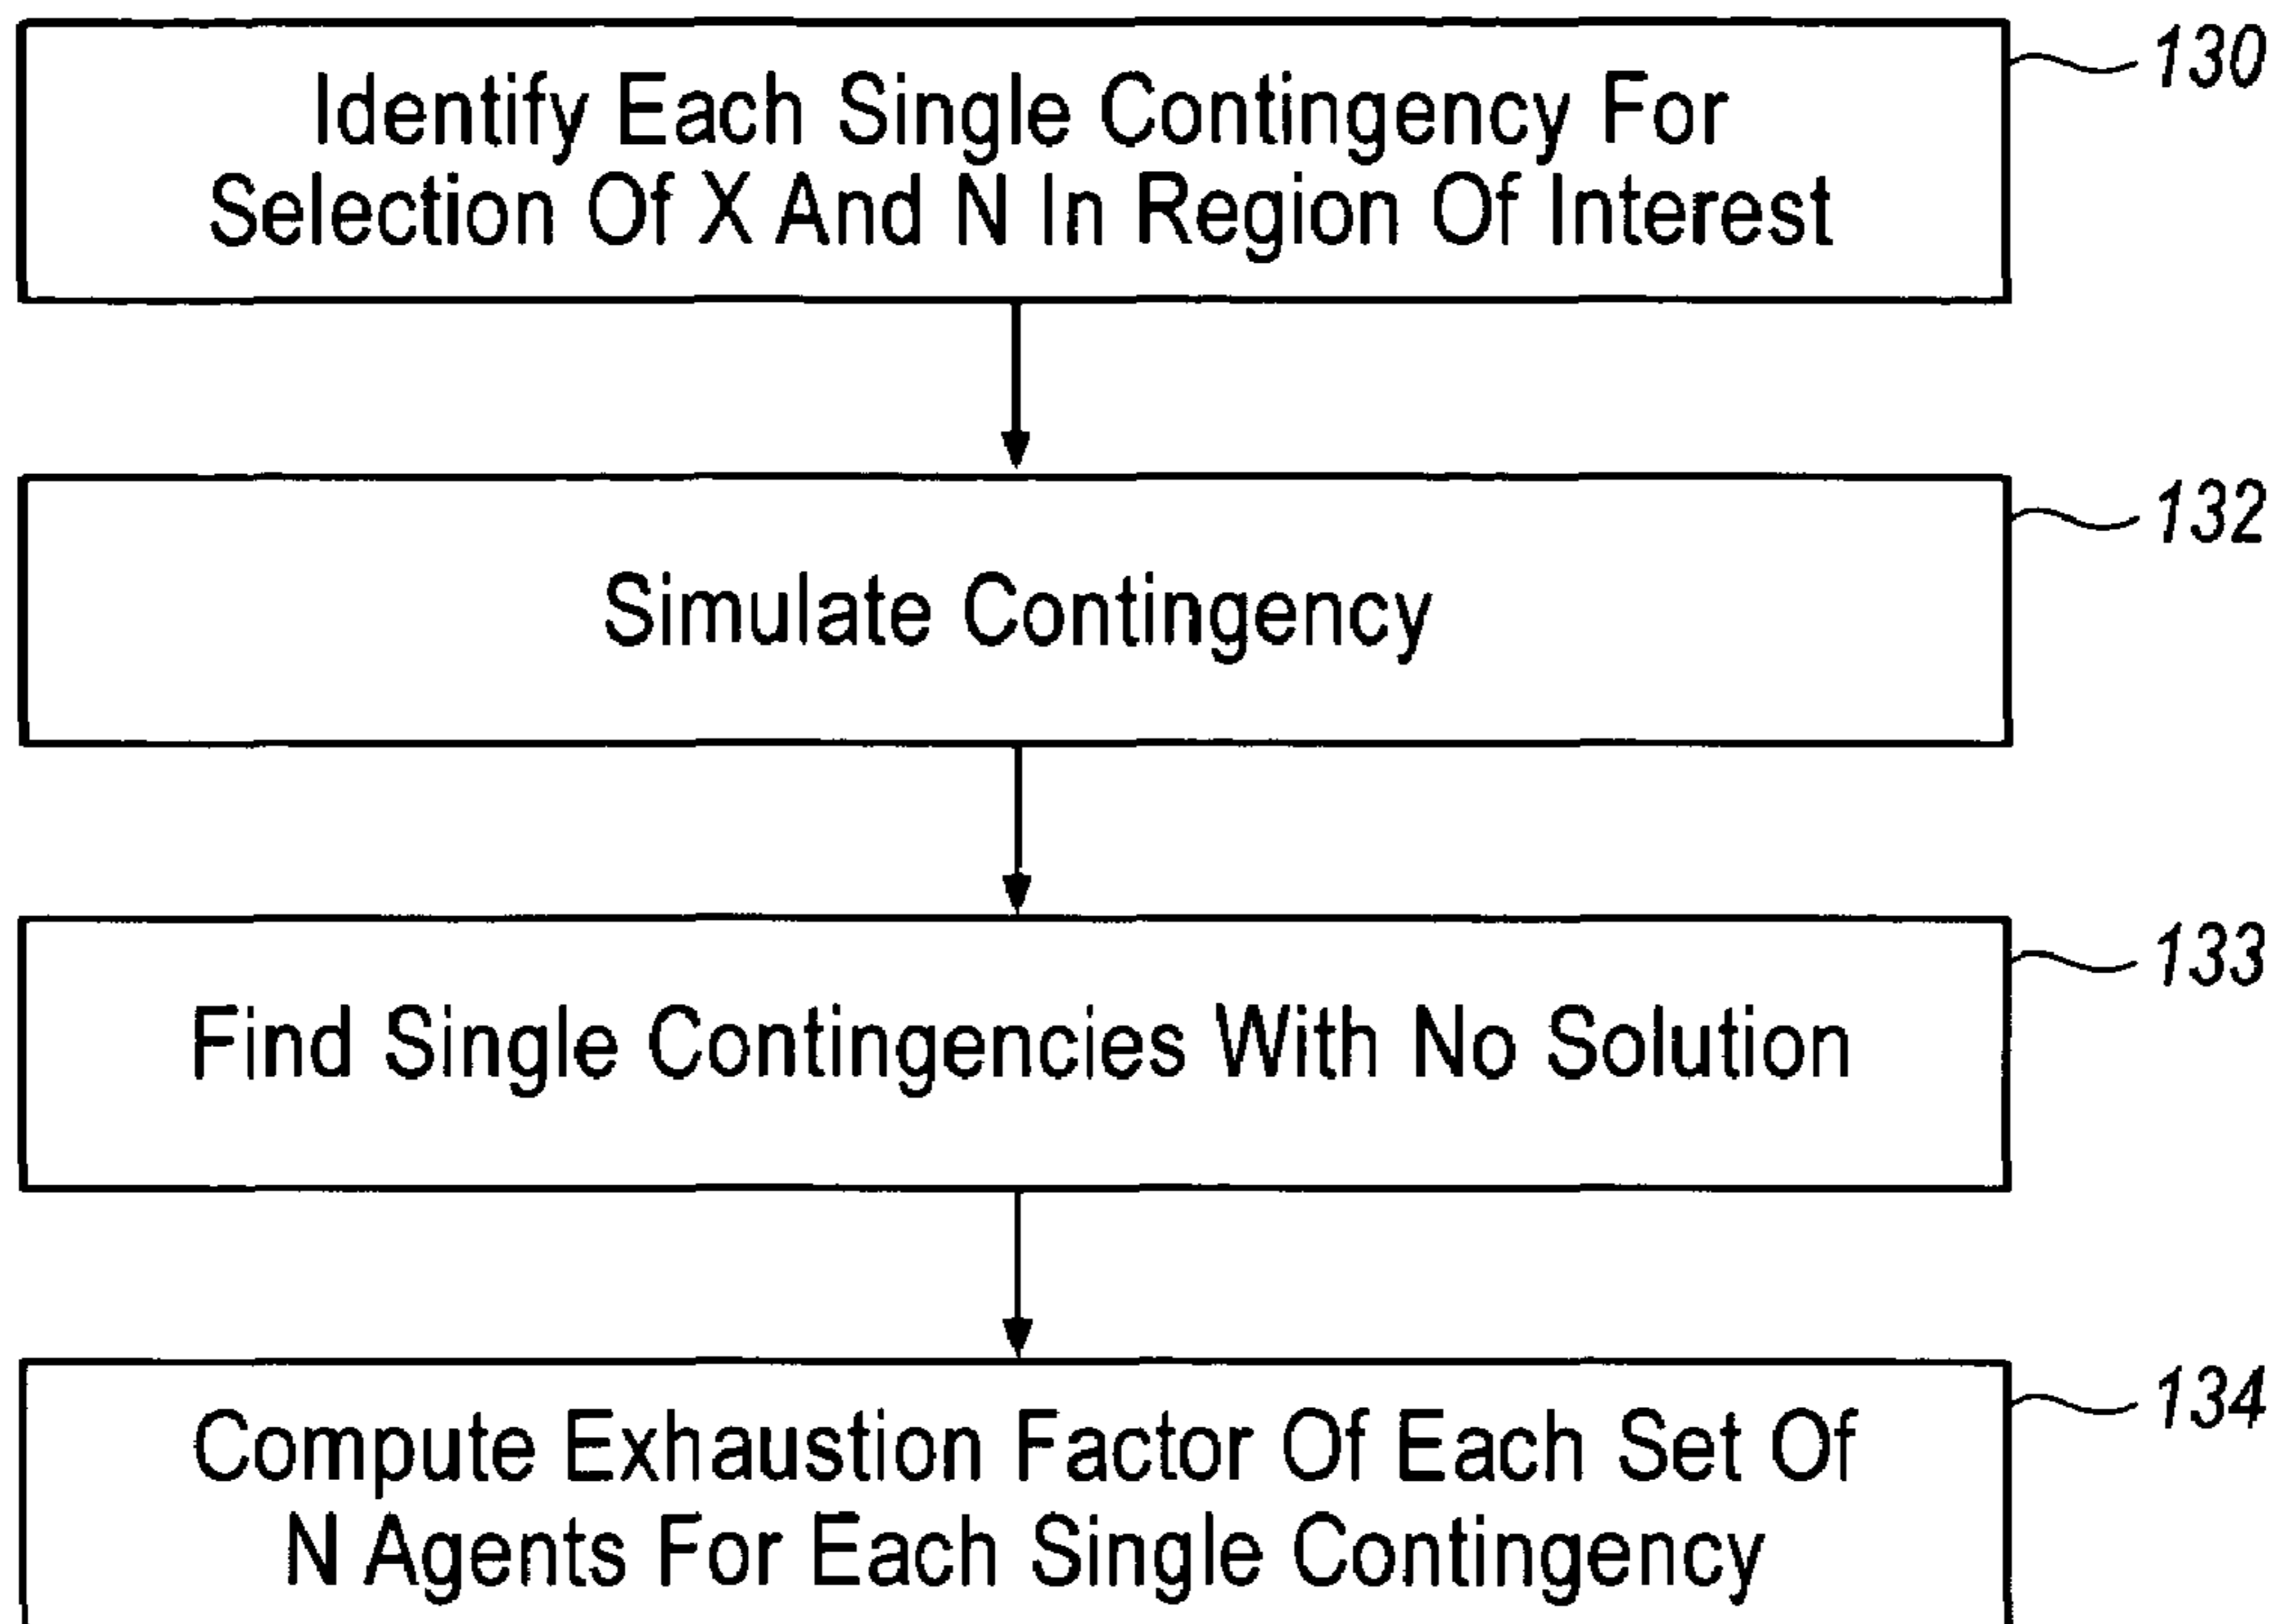 Identify Each Single Contingency For
Selection Of X And N In Region Of Interest
130
Simulate Contingency
132
Find Single Contingencies With No Solution
133
Compute Exhaustion Factor Of Each Set Of
N Agents For Each Single Contingency
134